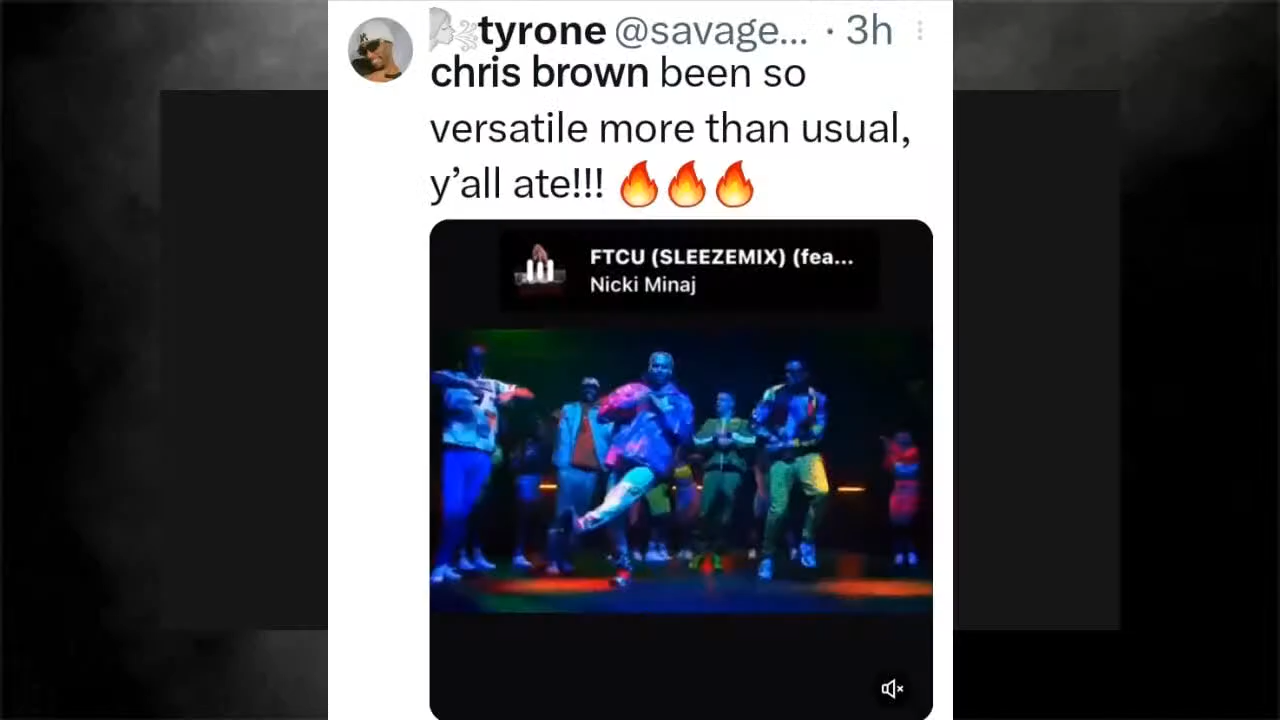 tyrone @savage... · 3h
chris brown been so
versatile more than usual,
y’all ate!!! 🔥🔥🔥
FTCU (SLEEZEMIX) (fea...
Nicki Minaj